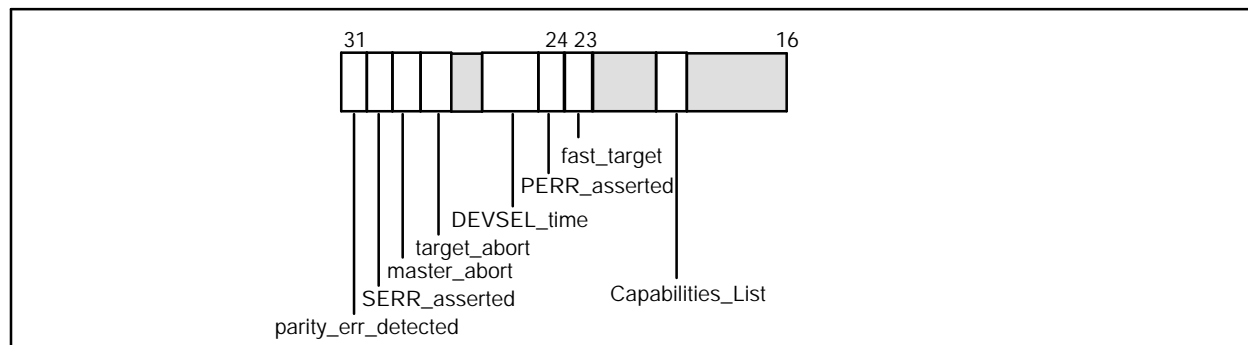 31 24 23 16
fast_target
PERR_asserted
DEVSEL_time
target_abort
master_abort
SERR_asserted
Capabilities_List
parity_err_detected